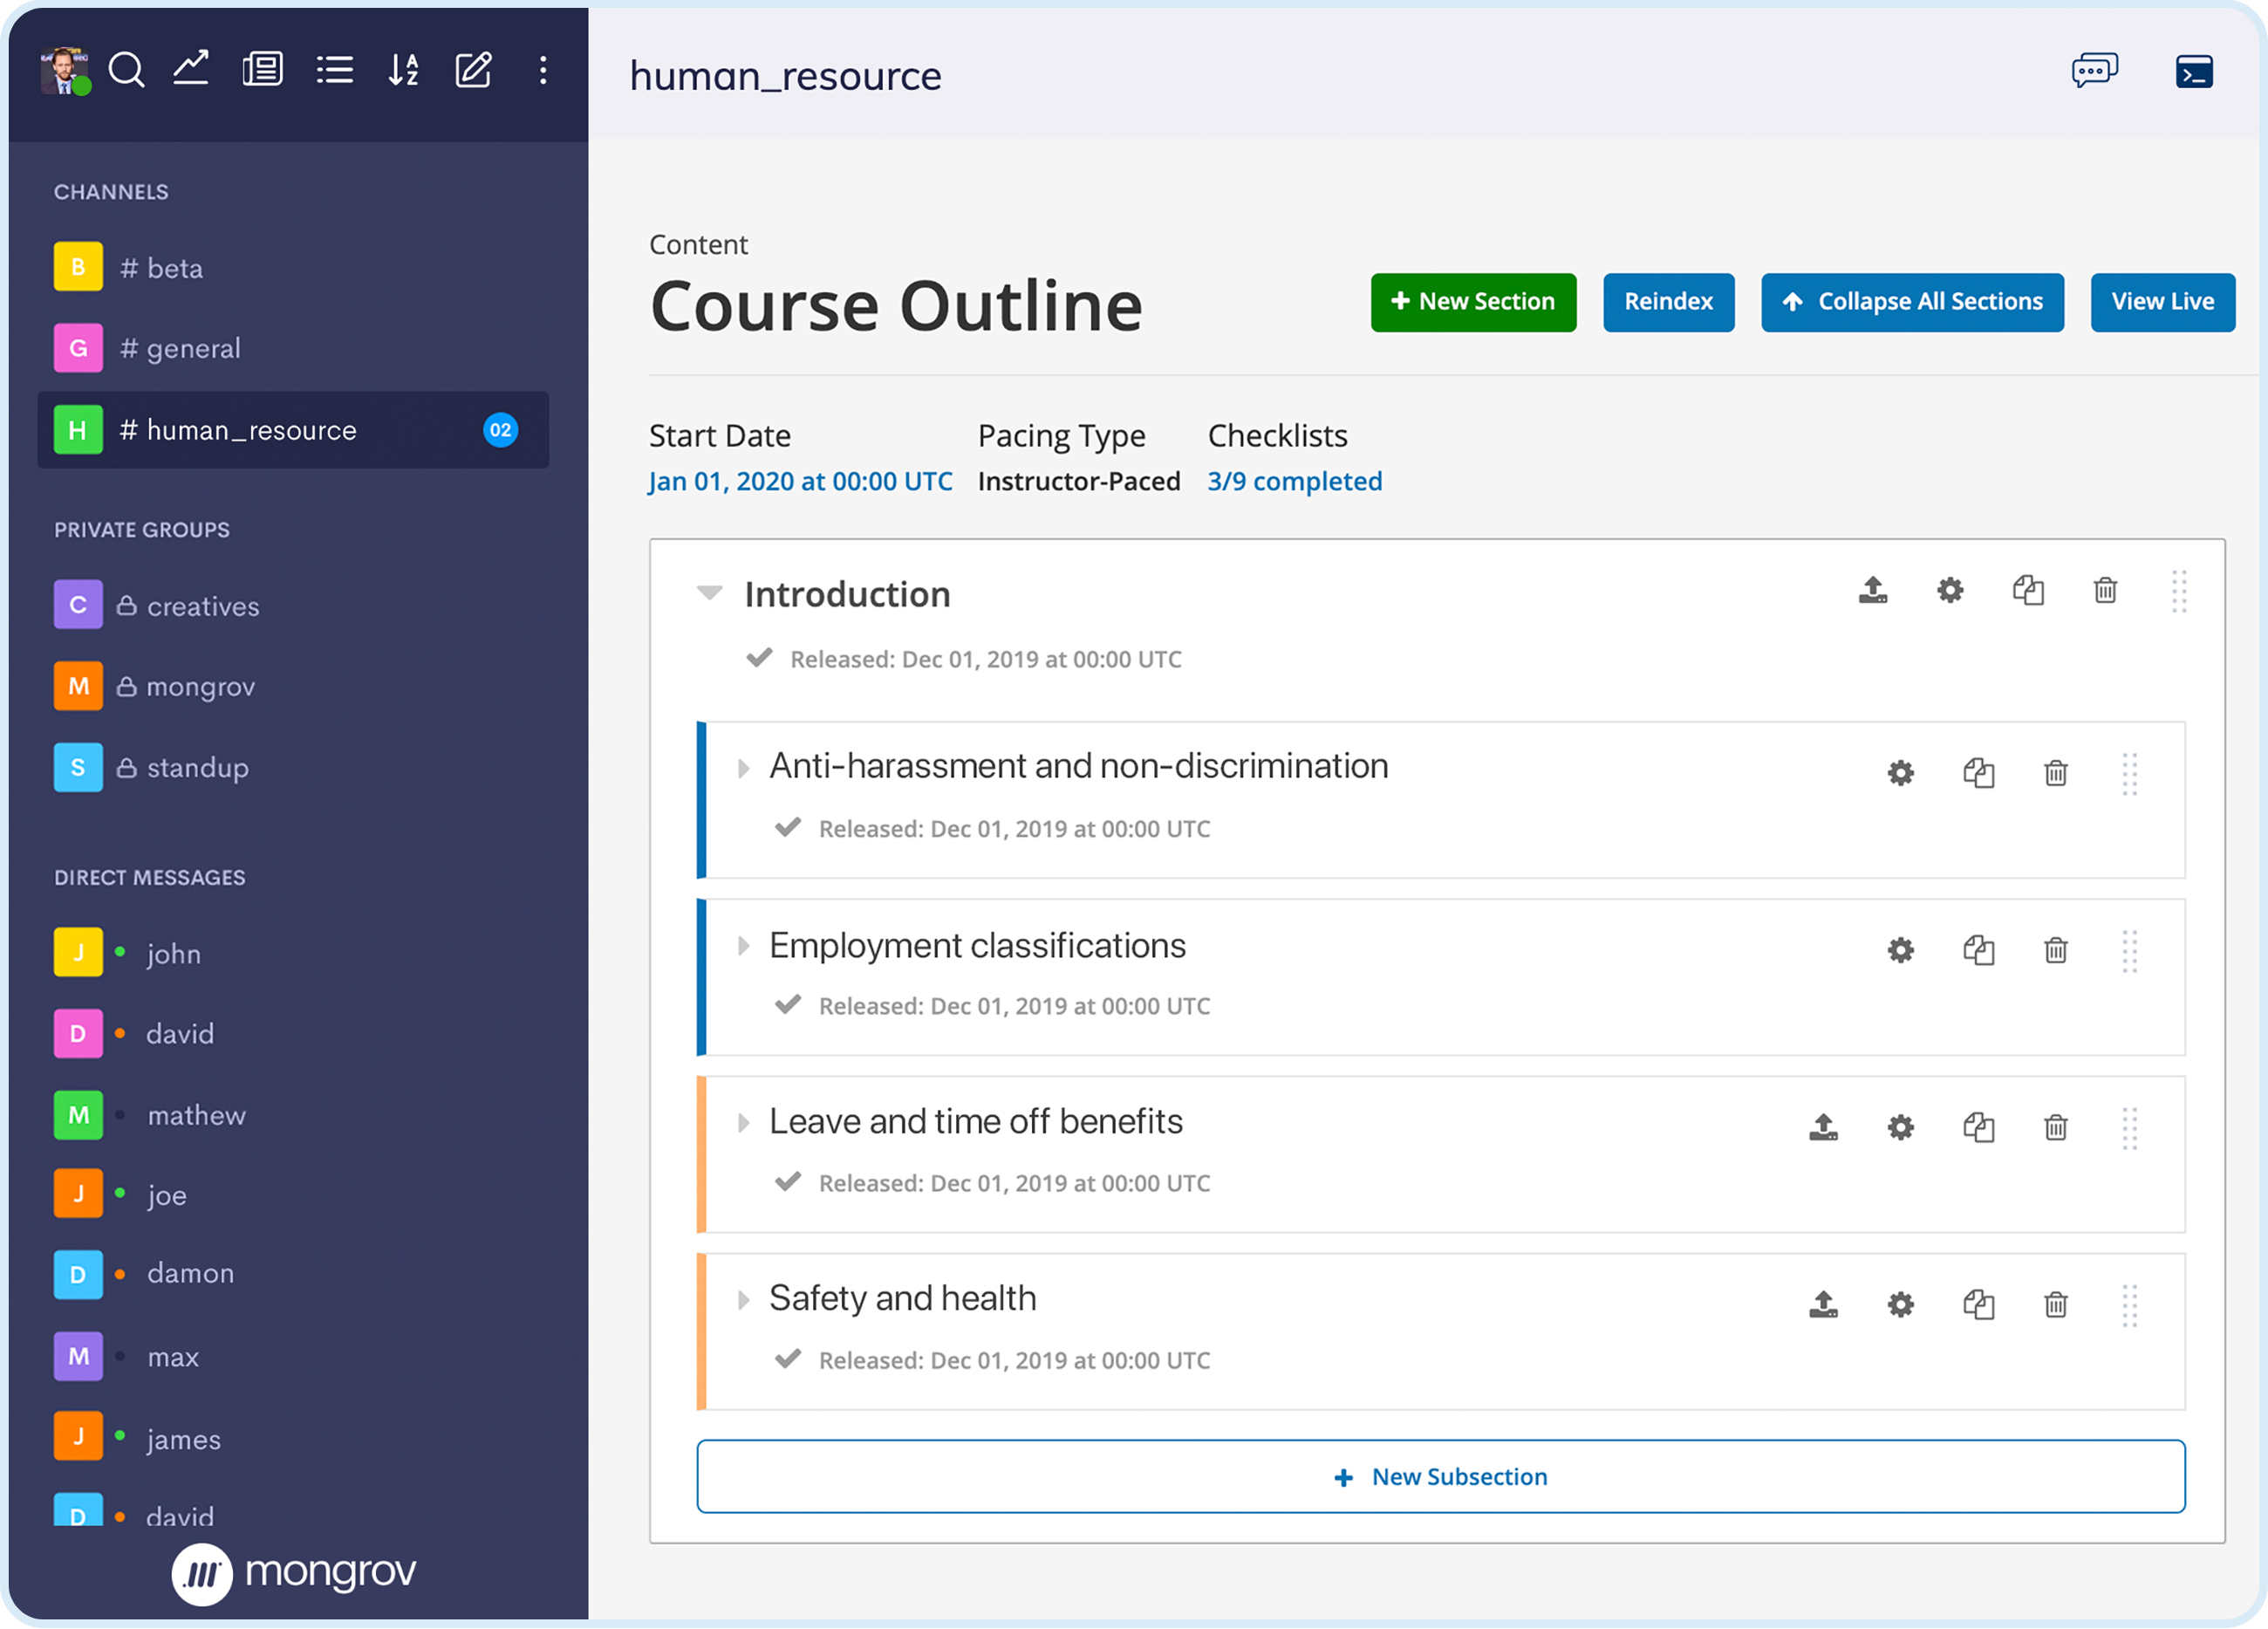 A
Z
human_resource
CHANNELS
B # beta
G # general
H # human_resource 02
PRIVATE GROUPS
C creatives
M mongrov
S standup
DIRECT MESSAGES
J john
D david
M mathew
J joe
D damon
M max
J james
D david
mongrov
Content
Course Outline
+ New Section
Reindex
Collapse All Sections
View Live
Start Date Pacing Type Checklists
Jan 01, 2020 at 00:00 UTC Instructor-Paced 3/9 completed
Introduction
Released: Dec 01, 2019 at 00:00 UTC
Anti-harassment and non-discrimination
Released: Dec 01, 2019 at 00:00 UTC
Employment classifications
Released: Dec 01, 2019 at 00:00 UTC
Leave and time off benefits
Released: Dec 01, 2019 at 00:00 UTC
Safety and health
Released: Dec 01, 2019 at 00:00 UTC
+ New Subsection